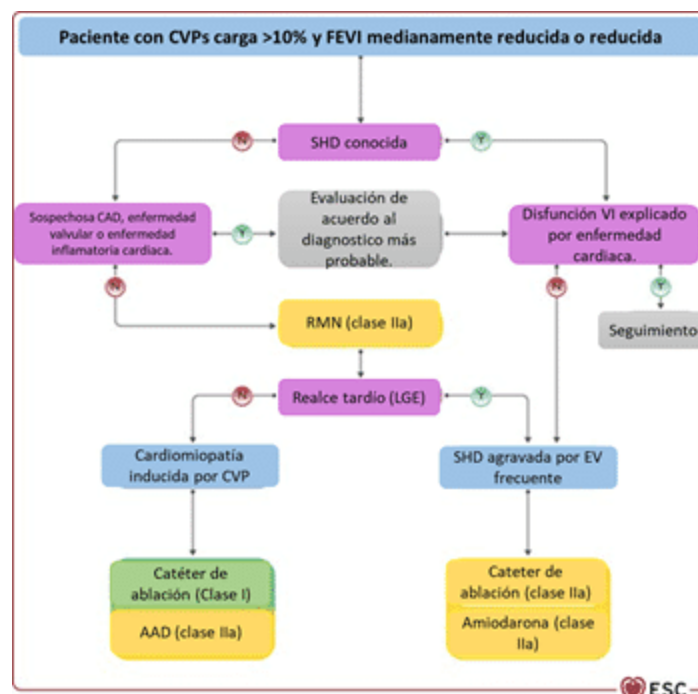 Paciente con CVPs carga >10% y FEVI medianamente reducida o reducida
N
SHD conocida
Y
Sospechosa CAD, enfermedad
valvular o enfermedad
inflamatoria cardiaca.
Y
Evaluación de
acuerdo al
diagnostico más
probable.
Disfunción VI explicado
por enfermedad
cardiaca.
N
N
Y
RMN (clase IIa)
Seguimiento
N
Realce tardío (LGE)
Y
Cardiomiopatía
inducida por CVP
SHD agravada por EV
frecuente
Catéter de
ablación (Clase I)
AAD (clase IIa)
Cateter de
ablación (clase IIa)
Amiodarona (clase
IIa)
ESC